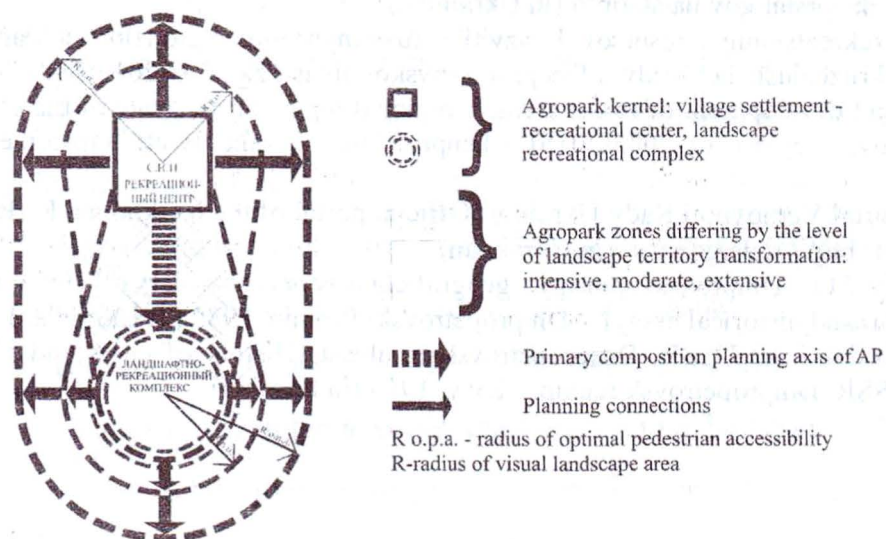 РЕКРЕАЦИОН-
НЫЙ ЦЕНТР
ЛАНДШАФТНО-
РЕКРЕАЦИОННЫЙ
КОМПЛЕКС
Agropark kernel: village settlement -
recreational center, landscape
recreational complex
Agropark zones differing by the level
of landscape territory transformation:
intensive, moderate, extensive
Primary composition planning axis of AP
Planning connections
R o.p.a. - radius of optimal pedestrian accessibility
R-radius of visual landscape area